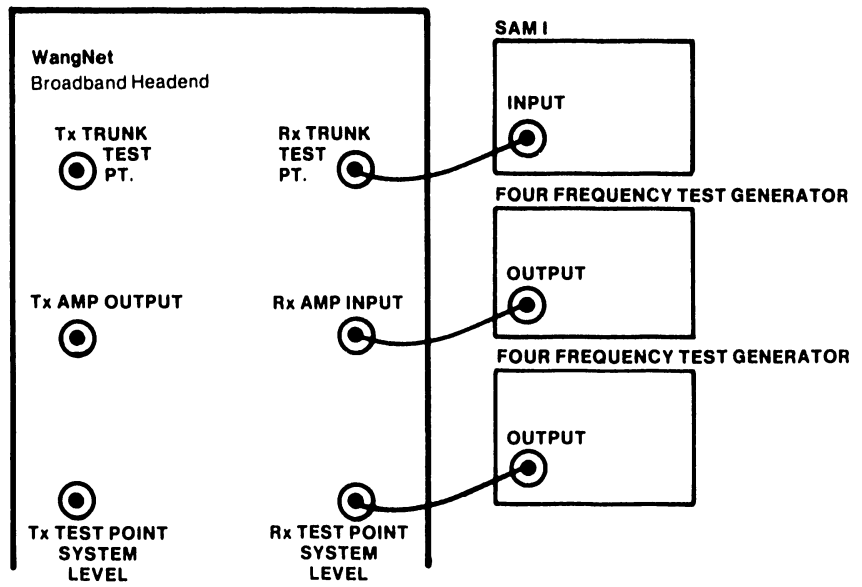 WangNet
Broadband Headend
Tx TRUNK
TEST
PT.
Rx TRUNK
TEST
PT.
Tx AMP OUTPUT
Rx AMP INPUT
Tx TEST POINT
SYSTEM
LEVEL
Rx TEST POINT
SYSTEM
LEVEL
SAM I
INPUT
FOUR FREQUENCY TEST GENERATOR
OUTPUT
FOUR FREQUENCY TEST GENERATOR
OUTPUT